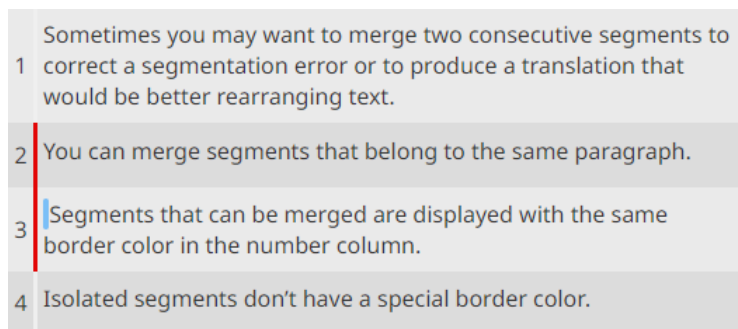 Sometimes you may want to merge two consecutive segments to
1 correct a segmentation error or to produce a translation that
would be better rearranging text.
2 You can merge segments that belong to the same paragraph.
Segments that can be merged are displayed with the same
3 border color in the number column.
4 Isolated segments don’t have a special border color.